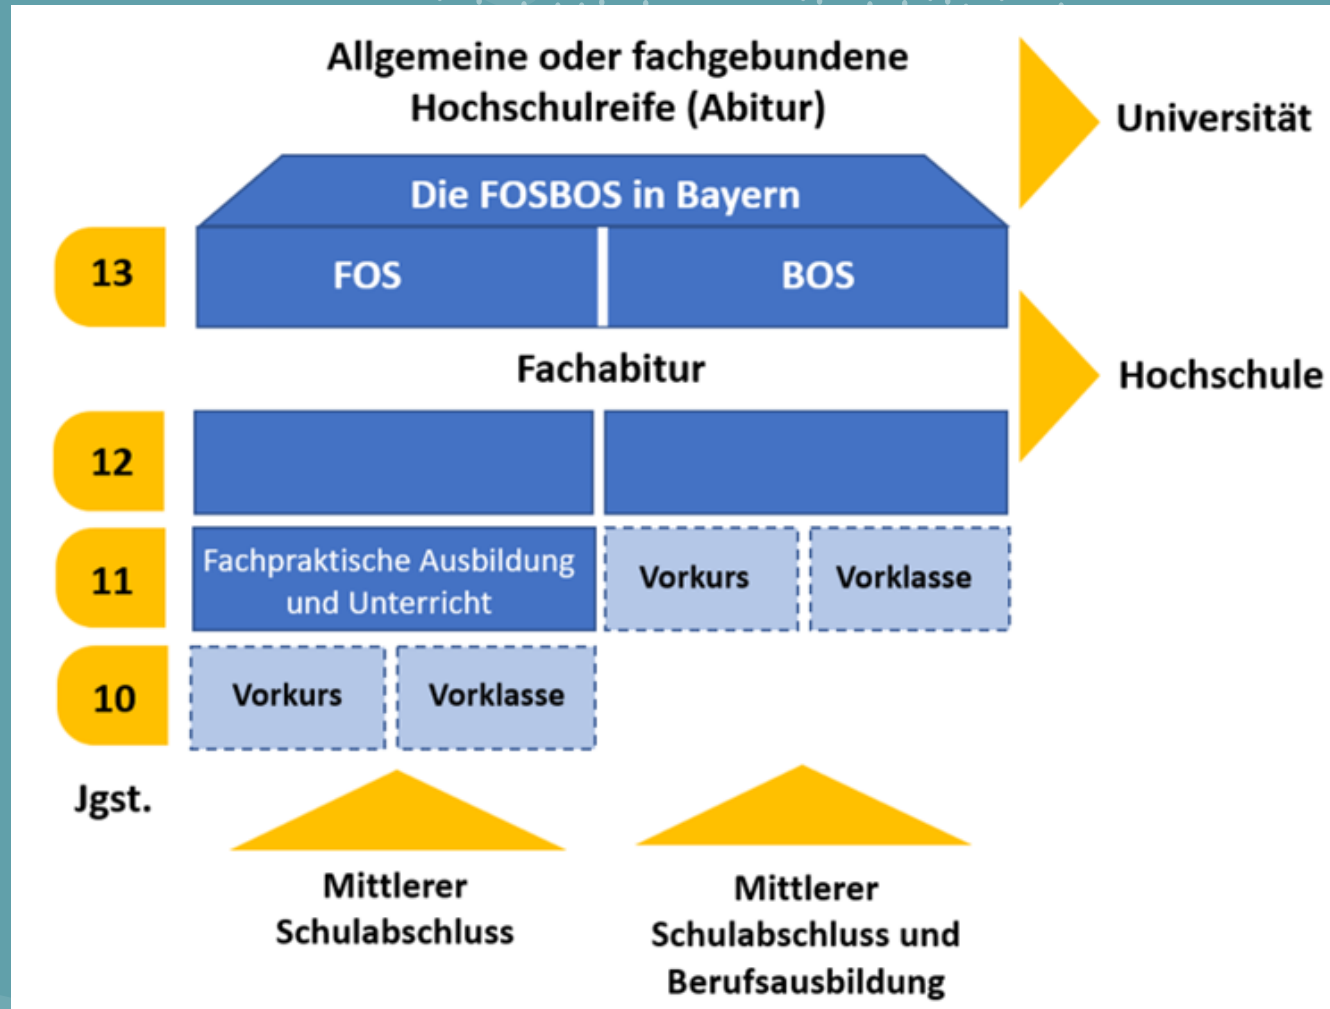 Allgemeine oder fachgebundene
Hochschulreife (Abitur)
Universität
Die FOSBOS in Bayern
13
FOS
BOS
Fachabitur
Hochschule
12
11
Fachpraktische Ausbildung
und Unterricht
Vorkurs
Vorklasse
10
Vorkurs
Vorklasse
Jgst.
Mittlerer
Schulabschluss
Mittlerer
Schulabschluss und
Berufsausbildung